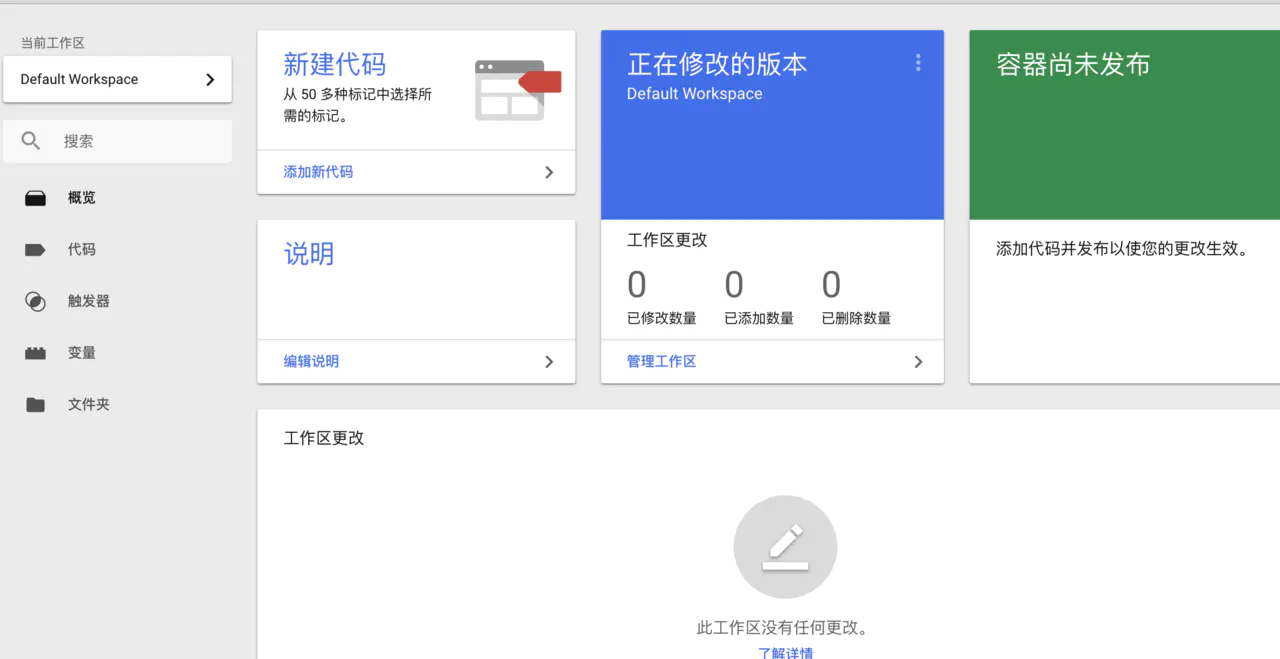 当前工作区
Default Workspace
搜索
概览
代码
触发器
变量
文件夹
新建代码
从 50 多种标记中选择所
需的标记。
添加新代码
说明
编辑说明
正在修改的版本
Default Workspace
工作区更改
0 0 0
已修改数量 已添加数量 已删除数量
管理工作区
容器尚未发布
添加代码并发布以使您的更改生效。
工作区更改
此工作区没有任何更改。
了解详情